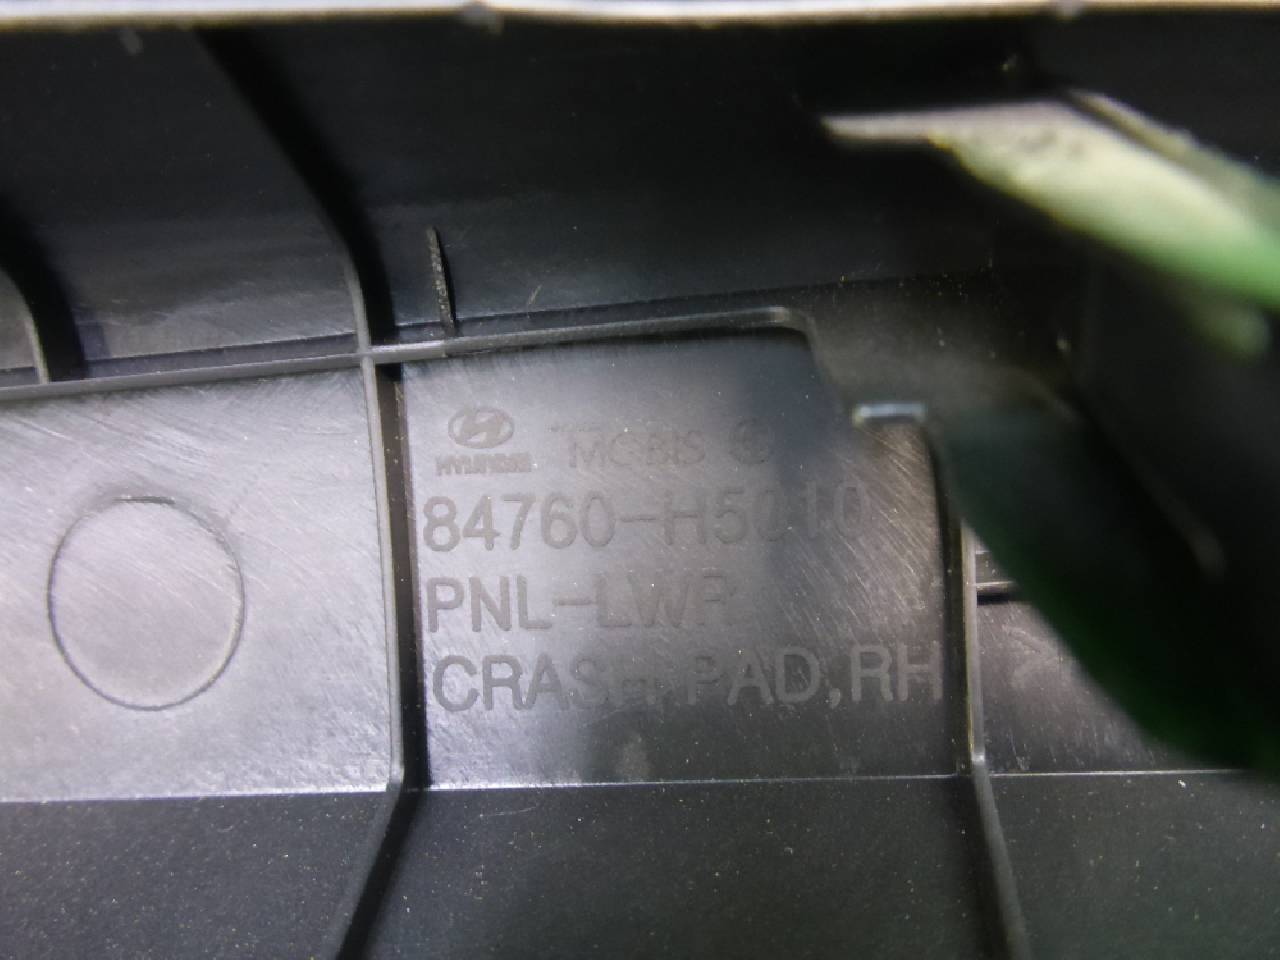 HYUNDAI MOBIS
84760-H5010
PNL-LWR
CRASH PAD,RH